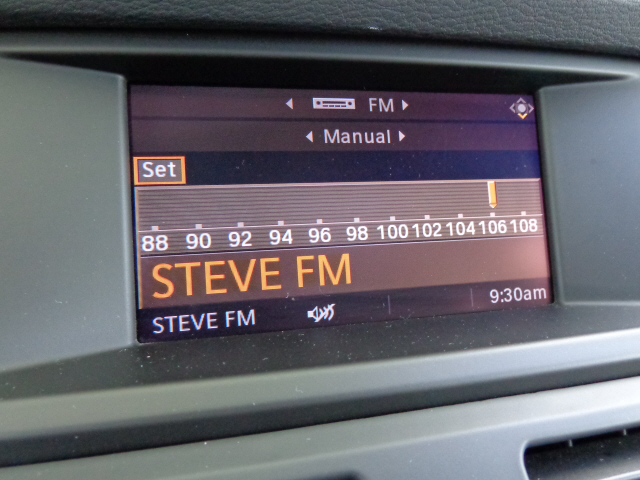 FM
Manual
Set
88 90 92 94 96 98 100 102 104 106 108
STEVE FM
STEVE FM 9:30am